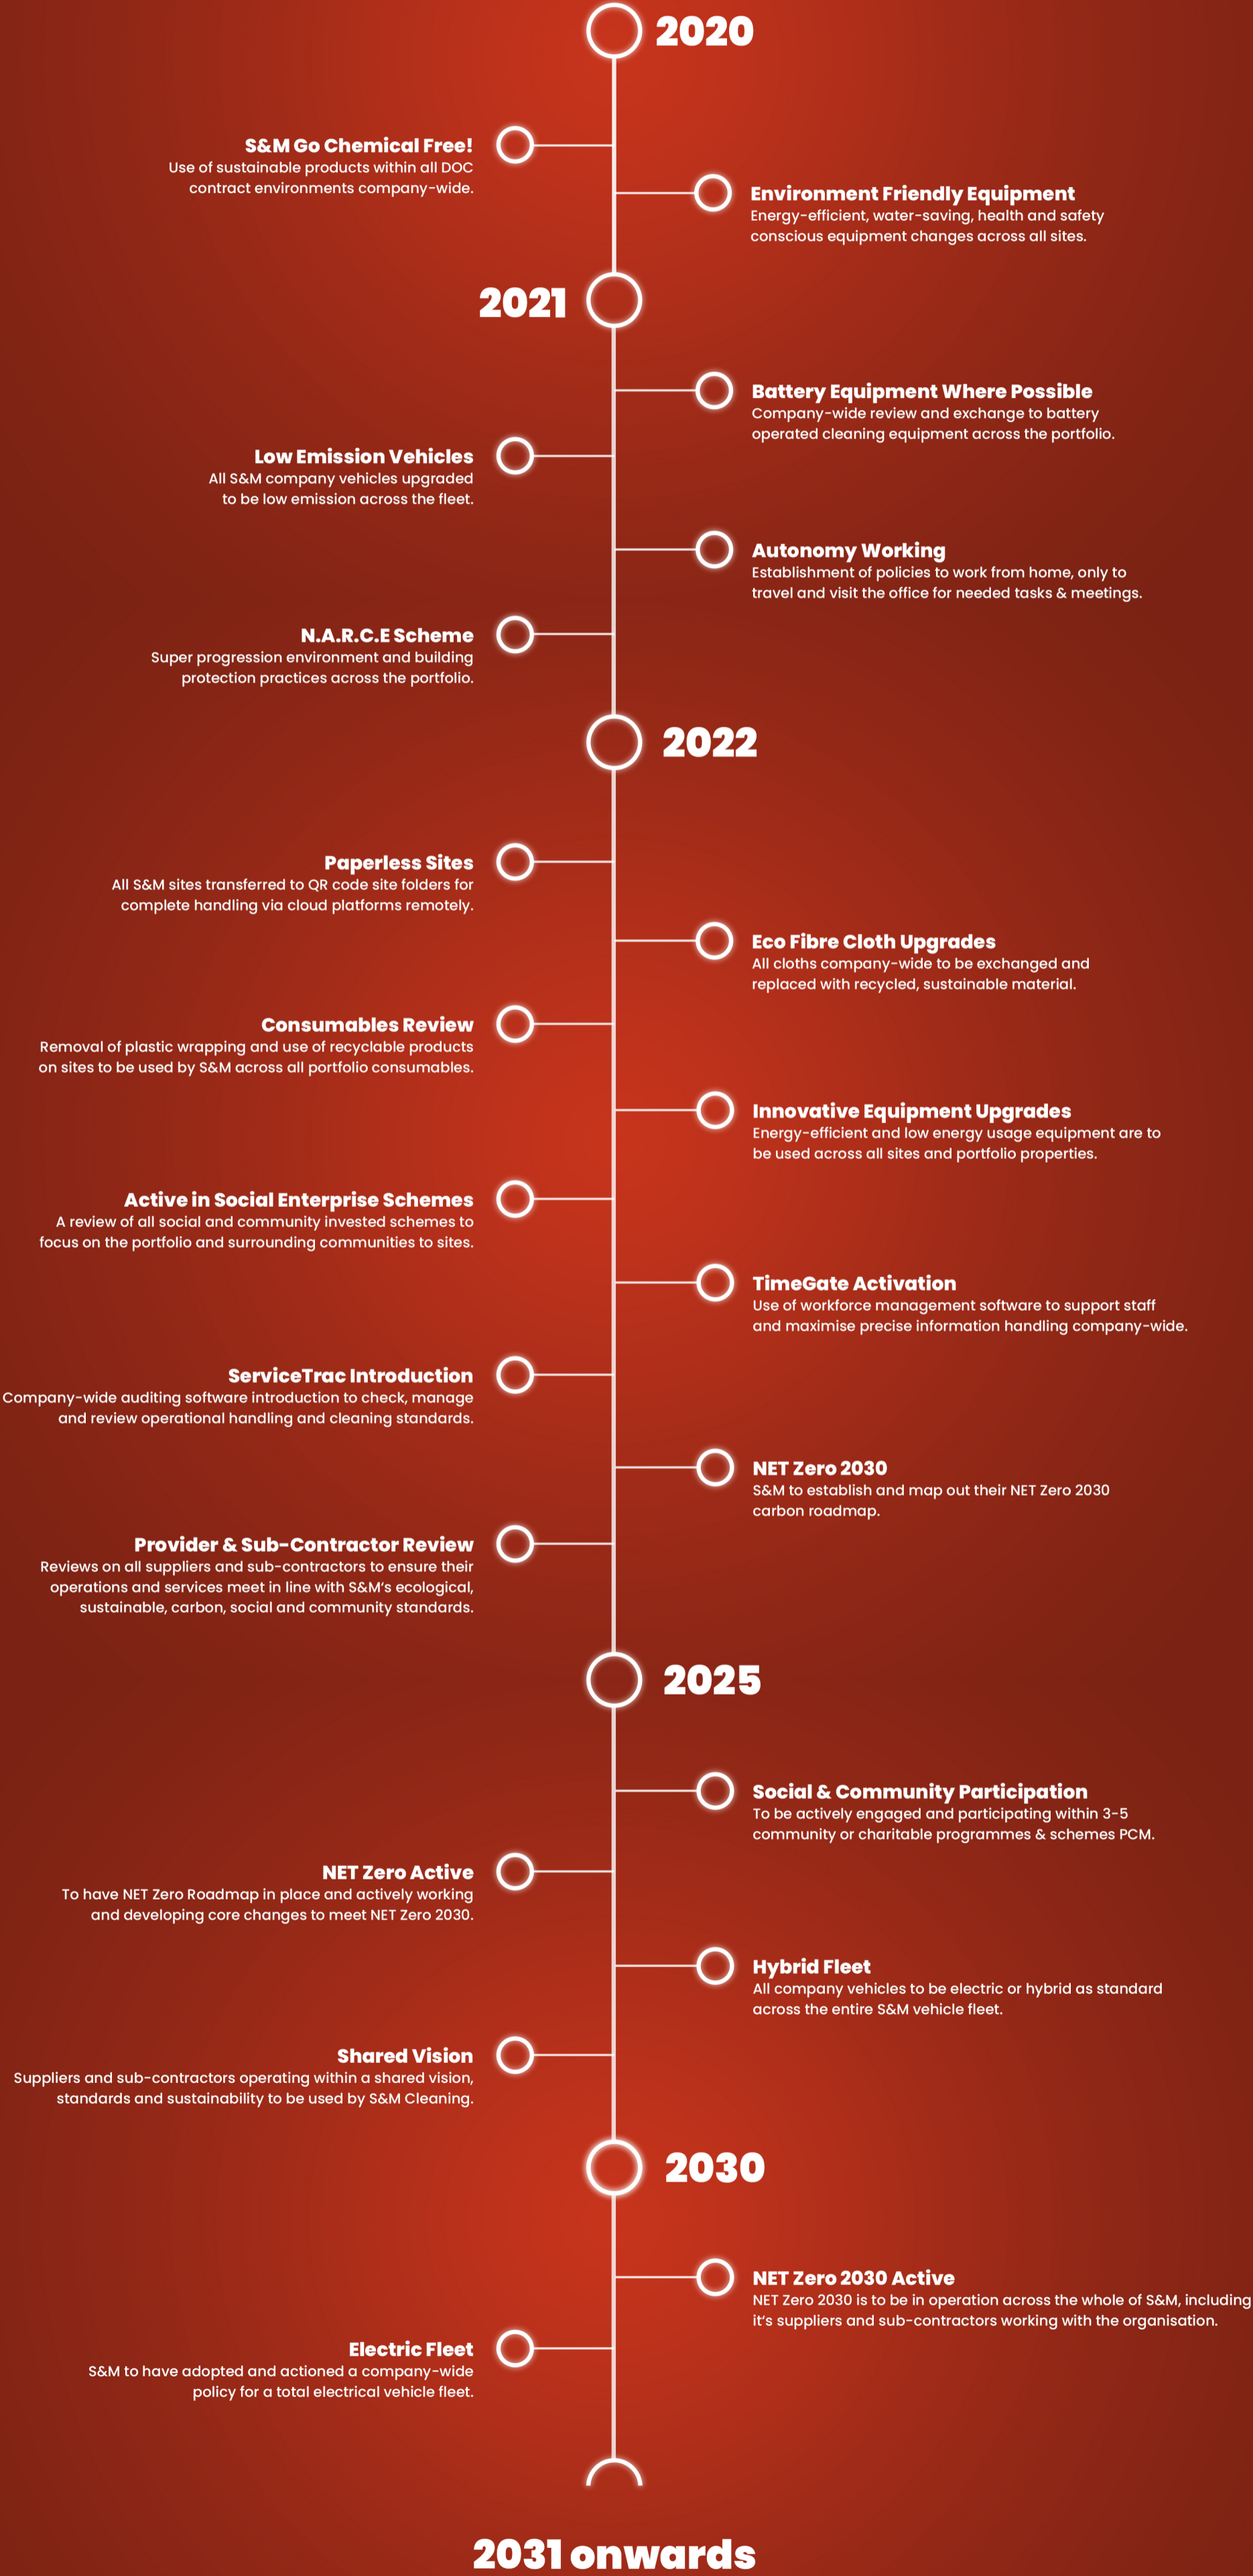 2020
S&M Go Chemical Free!
Use of sustainable products within all DOC
contract environments company-wide.
Environment Friendly Equipment
Energy-efficient, water-saving, health and safety
conscious equipment changes across all sites.
2021
Battery Equipment Where Possible
Company-wide review and exchange to battery
operated cleaning equipment across the portfolio.
Low Emission Vehicles
All S&M company vehicles upgraded
to be low emission across the fleet.
Autonomy Working
Establishment of policies to work from home, only to
travel and visit the office for needed tasks & meetings.
N.A.R.C.E Scheme
Super progression environment and building
protection practices across the portfolio.
2022
Paperless Sites
All S&M sites transferred to QR code site folders for
complete handling via cloud platforms remotely.
Eco Fibre Cloth Upgrades
All cloths company-wide to be exchanged and
replaced with recycled, sustainable material.
Consumables Review
Removal of plastic wrapping and use of recyclable products
on sites to be used by S&M across all portfolio consumables.
Innovative Equipment Upgrades
Energy-efficient and low energy usage equipment are to
be used across all sites and portfolio properties.
Active in Social Enterprise Schemes
A review of all social and community invested schemes to
focus on the portfolio and surrounding communities to sites.
TimeGate Activation
Use of workforce management software to support staff
and maximise precise information handling company-wide.
ServiceTrac Introduction
Company-wide auditing software introduction to check, manage
and review operational handling and cleaning standards.
NET Zero 2030
S&M to establish and map out their NET Zero 2030
carbon roadmap.
Provider & Sub-Contractor Review
Reviews on all suppliers and sub-contractors to ensure their
operations and services meet in line with S&M's ecological,
sustainable, carbon, social and community standards.
2025
Social & Community Participation
To be actively engaged and participating within 3-5
community or charitable programmes & schemes PCM.
NET Zero Active
To have NET Zero Roadmap in place and actively working
and developing core changes to meet NET Zero 2030.
Hybrid Fleet
All company vehicles to be electric or hybrid as standard
across the entire S&M vehicle fleet.
Shared Vision
Suppliers and sub-contractors operating within a shared vision,
standards and sustainability to be used by S&M Cleaning.
2030
NET Zero 2030 Active
NET Zero 2030 is to be in operation across the whole of S&M, including
it's suppliers and sub-contractors working with the organisation.
Electric Fleet
S&M to have adopted and actioned a company-wide
policy for a total electrical vehicle fleet.
2031 onwards